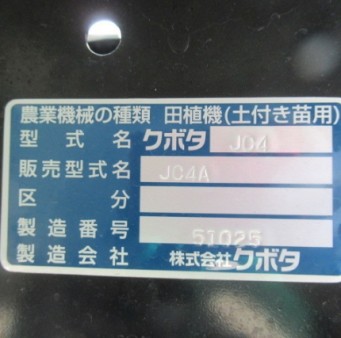 農業機械の種類 田植機(土付き苗用)
型式名 クボタ JC4
販売型式名 JC4A
区分
製造番号 51025
製造会社 株式会社クボタ